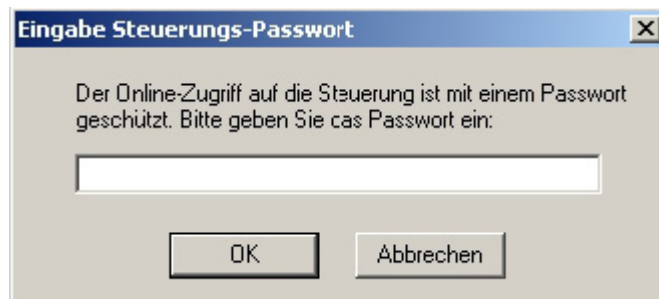 Eingabe Steuerungs-Passwort
Der Online-Zugriff auf die Steuerung ist mit einem Passwort
geschützt. Bitte geben Sie cas Passwort ein:
OK
Abbrechen